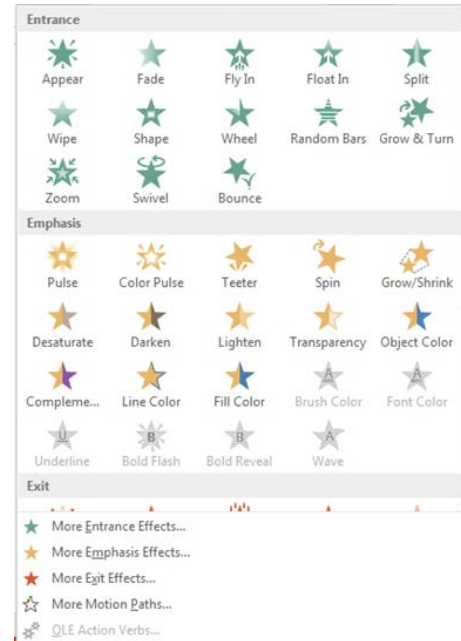 Entrance
Appear Fade Fly In Float In Split
Wipe Shape Wheel Random Bars Grow & Turn
Zoom Swivel Bounce
Emphasis
Pulse Color Pulse Teeter Spin Grow/Shrink
Desaturate Darken Lighten Transparency Object Color
Compleme... Line Color Fill Color Brush Color Font Color
Underline Bold Flash Bold Reveal Wave
Exit
More Entrance Effects...
More Emphasis Effects...
More Exit Effects...
More Motion Paths...
OLE Action Verbs...